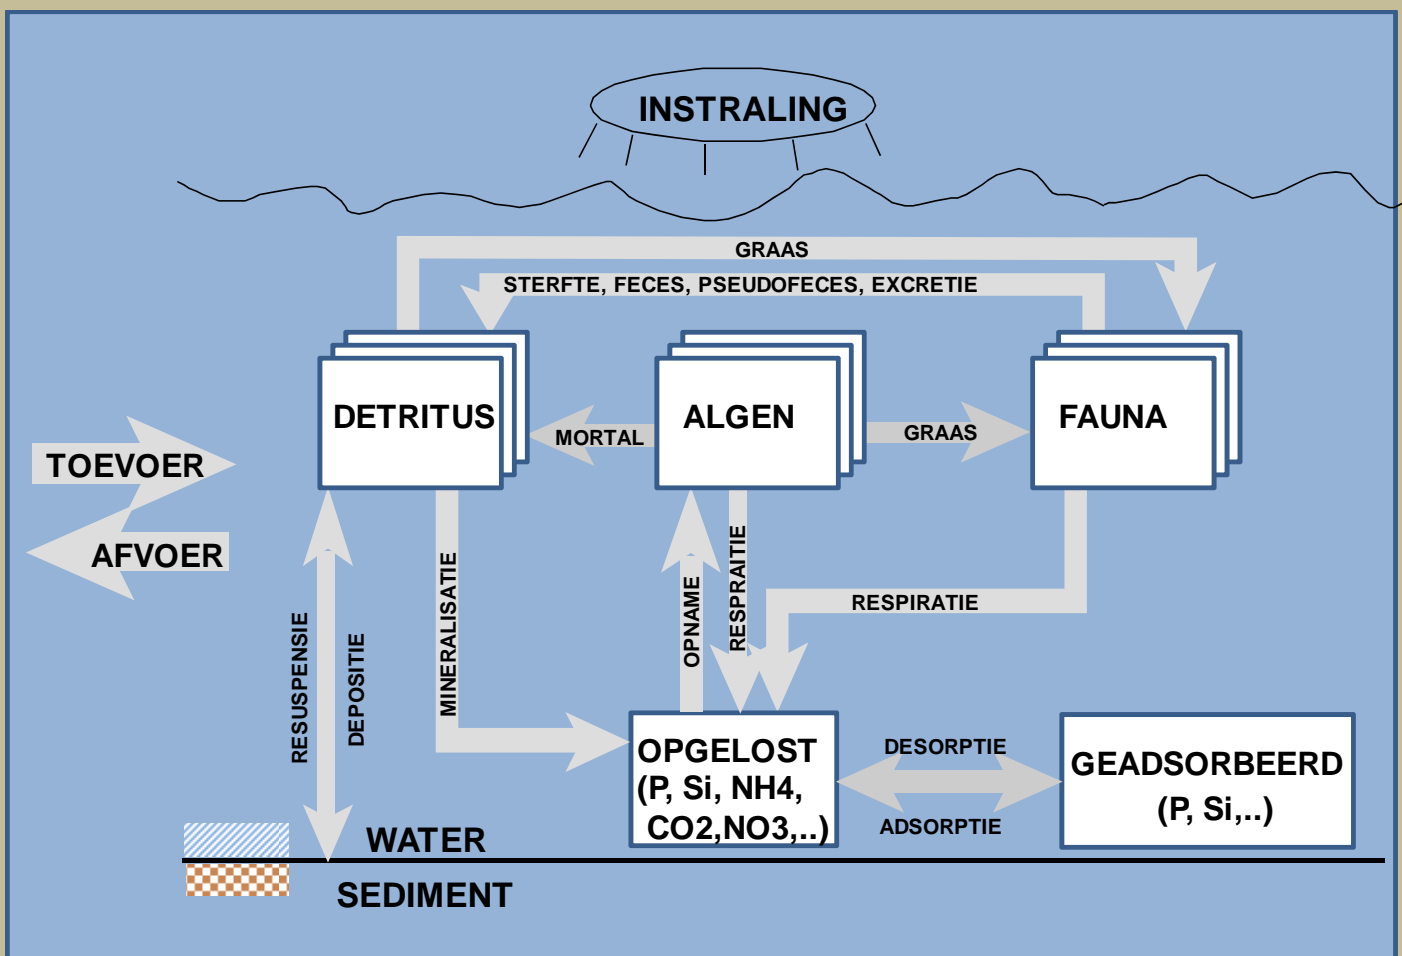 INSTRALING
GRAAS
STERFTE, FECES, PSEUDOFECES, EXCRETIE
DETRITUS
ALGEN
FAUNA
MORTAL
GRAAS
TOEVOER
AFVOER
RESUSPENSIE
DEPOSITIE
MINERALISATIE
OPNAME
RESPRAITIE
RESPIRATIE
OPGELOST
(P, Si, NH4,
CO2,NO3,..)
DESORPTIE
ADSORPTIE
GEADSORBEERD
(P, Si,..)
WATER
SEDIMENT